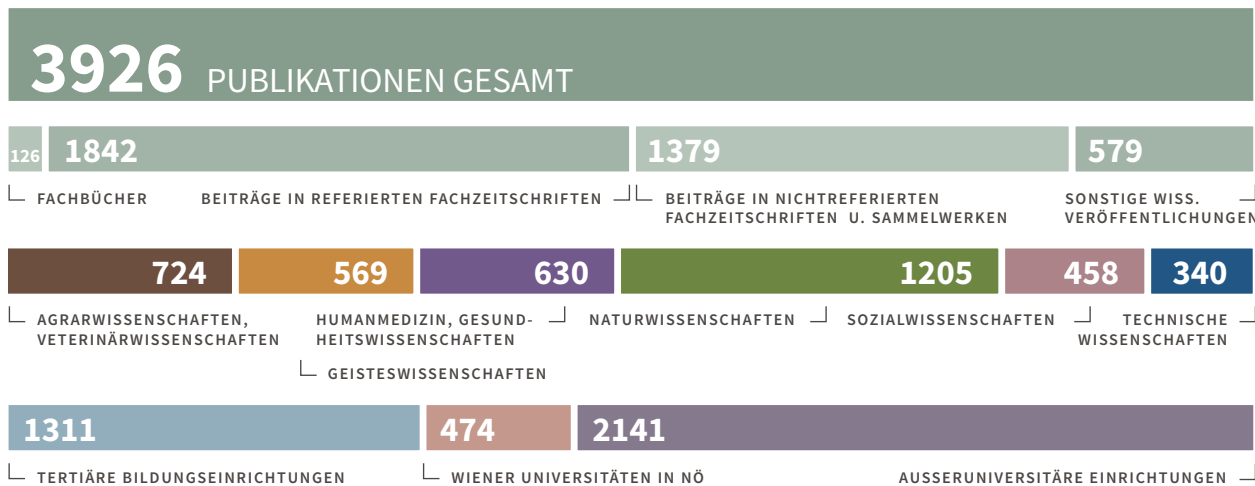 3926 PUBLIKATIONEN GESAMT
126 1842 1379 579
FACHBÜCHER BEITRÄGE IN REFERIERTEN FACHZEITSCHRIFTEN BEITRÄGE IN NICHTREFERIERTEN SONSTIGE WISS.
FACHZEITSCHRIFTEN U. SAMMELWERKEN VERÖFFENTLICHUNGEN
724 569 630 1205 458 340
AGRARWISSENSCHAFTEN, HUMANMEDIZIN, GESUND- NATURWISSENSCHAFTEN SOZIALWISSENSCHAFTEN TECHNISCHE
VETERINÄRWISSENSCHAFTEN HEITSWISSENSCHAFTEN WISSENSCHAFTEN
GEISTESWISSENSCHAFTEN
1311 474 2141
TERTIÄRE BILDUNGSEINRICHTUNGEN WIENER UNIVERSITÄTEN IN NÖ AUSSERUNIVERSITÄRE EINRICHTUNGEN